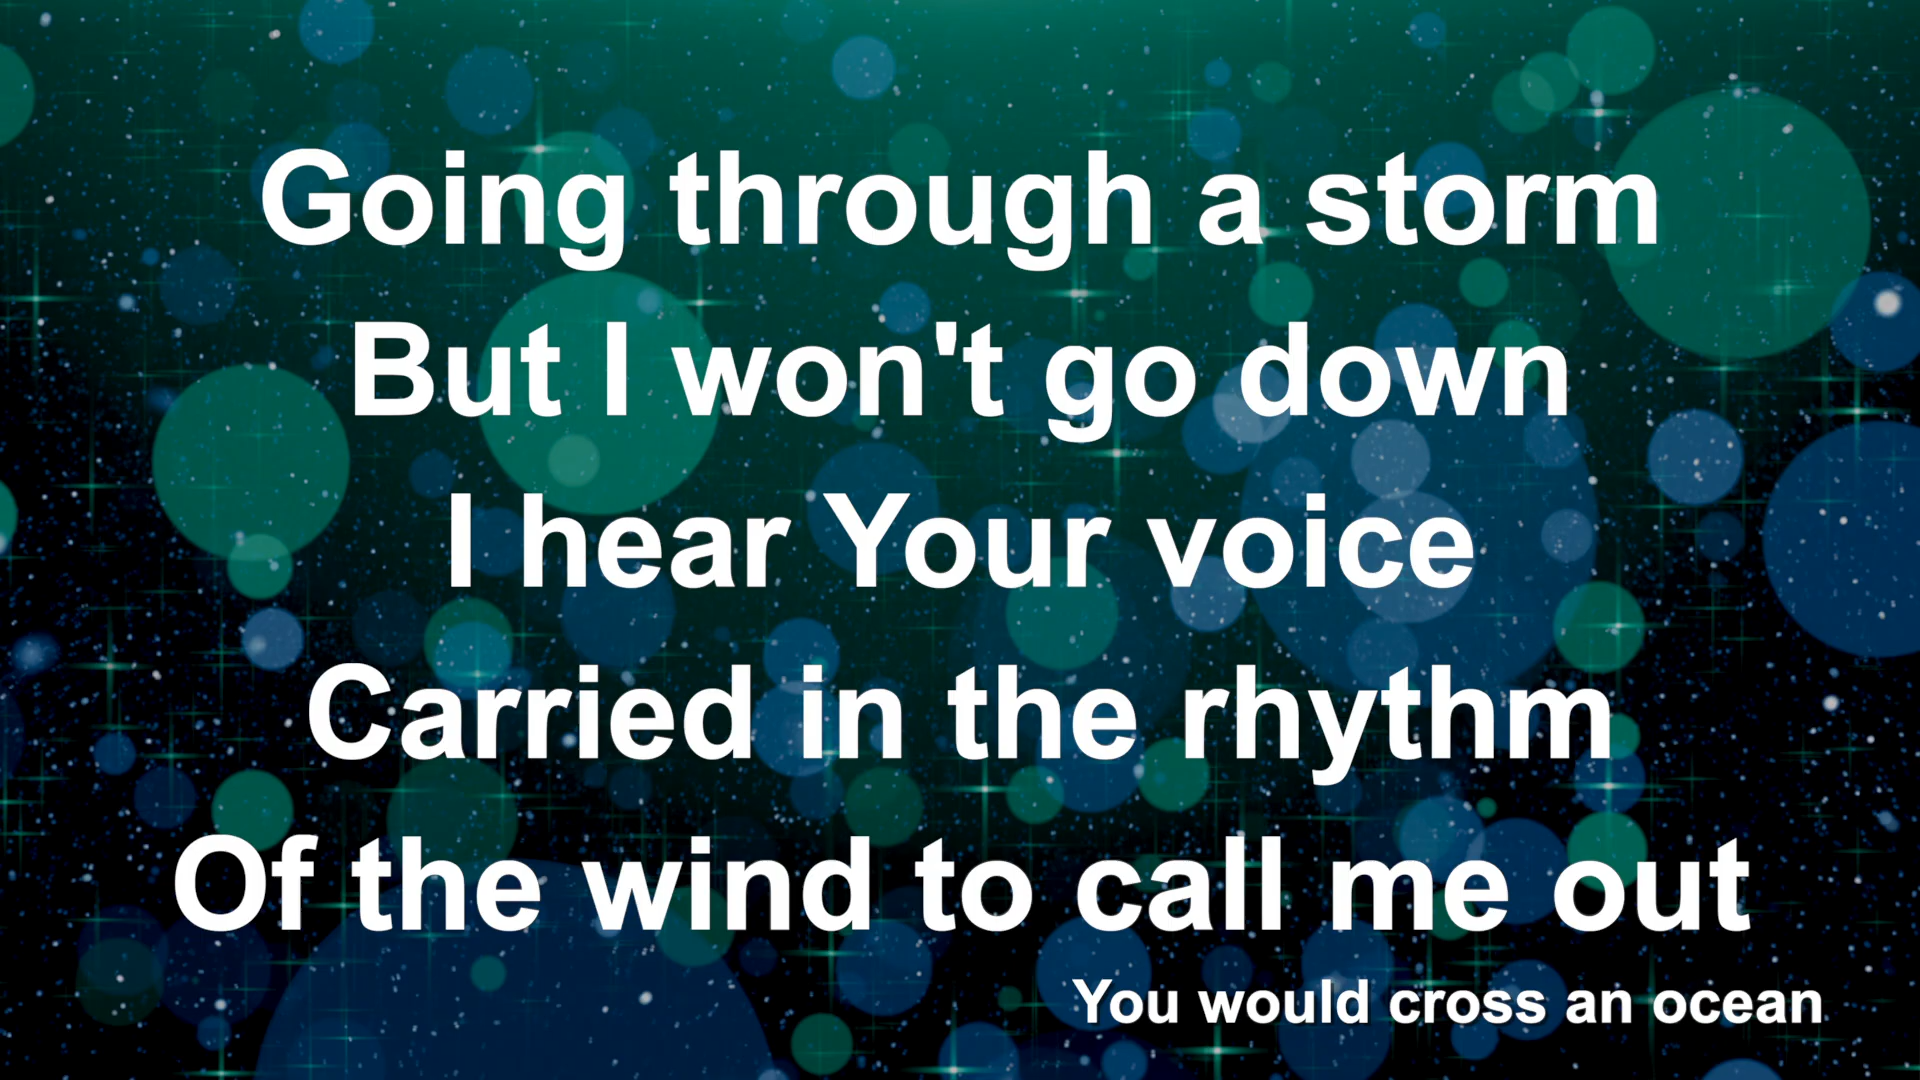 Going through a storm
But I won't go down
I hear Your voice
Carried in the rhythm
Of the wind to call me out
You would cross an ocean